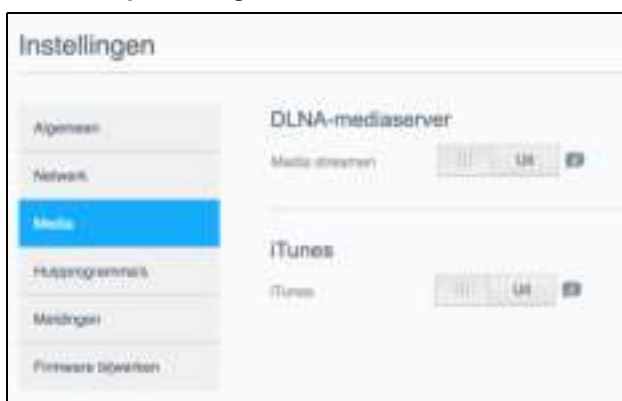 Instellingen
Algemeen
Netwerk
Media
Hulpprogramma's
Meldingen
Firmware bijwerken
DLNA-mediaserver
Media streamen
Uit
iTunes
iTunes
Uit